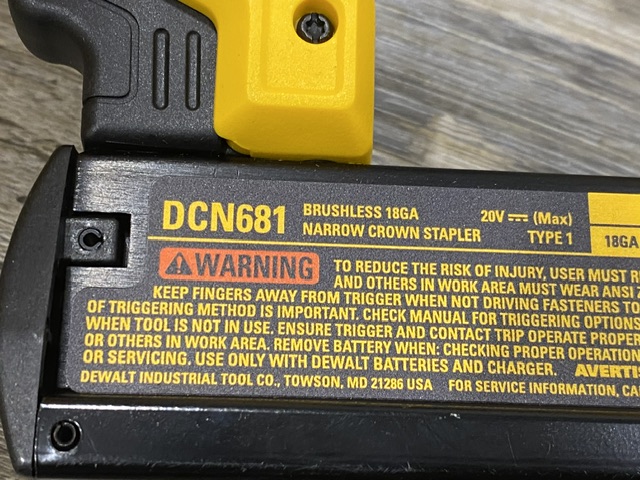 DCN681 BRUSHLESS 18GA 20V (Max)
NARROW CROWN STAPLER TYPE 1 18GA
WARNING TO REDUCE THE RISK OF INJURY, USER MUST
AND OTHERS IN WORK AREA MUST WEAR ANSI
KEEP FINGERS AWAY FROM TRIGGER WHEN NOT DRIVING FASTENERS TO
OF TRIGGERING METHOD IS IMPORTANT. CHECK MANUAL FOR TRIGGERING OPTIONS
WHEN TOOL IS NOT IN USE. ENSURE TRIGGER AND CONTACT TRIP OPERATE PROPER
OR OTHERS IN WORK AREA. REMOVE BATTERY WHEN: CHECKING PROPER OPERATION
OR SERVICING. USE ONLY WITH DEWALT BATTERIES AND CHARGER. AVERTIS
DEWALT INDUSTRIAL TOOL CO., TOWSON, MD 21286 USA FOR SERVICE INFORMATION, CA